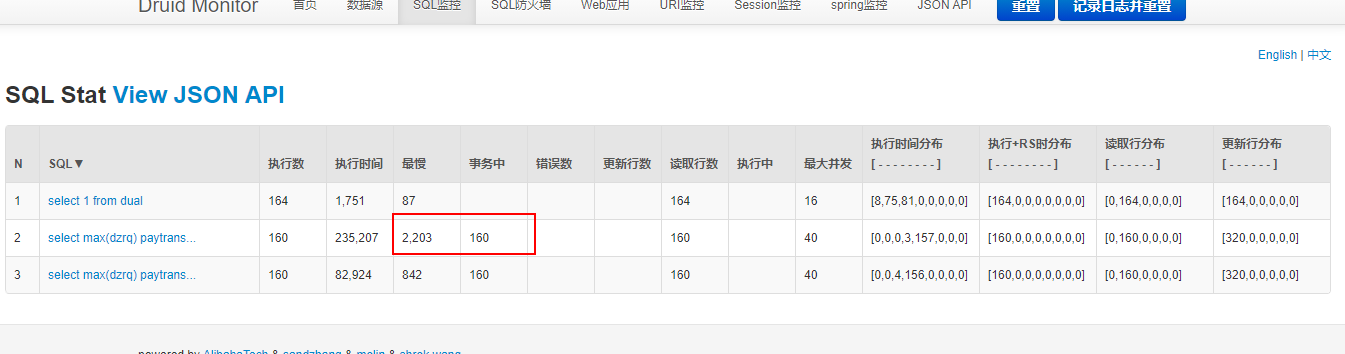 Druid Monitor 首页 数据源 SQL监控 SQL防火墙 Web应用 URI监控 Session监控 spring监控 JSON API 重置 记录日志并重置
English | 中文
SQL Stat View JSON API
N SQL▼ 执行数 执行时间 最慢 事务中 错误数 更新行数 读取行数 执行中 最大并发 执行时间分布 [ - - - - - - - - ] 执行+RS时分布 [ - - - - - - - - ] 读取行分布 [ - - - - - - ] 更新行分布 [ - - - - - - ]
1 select 1 from dual 164 1,751 87 164 16 [8,75,81,0,0,0,0,0] [164,0,0,0,0,0,0,0] [0,164,0,0,0,0] [164,0,0,0,0,0]
2 select max(dzrq) paytrans... 160 235,207 2,203 160 160 40 [0,0,0,3,157,0,0,0] [160,0,0,0,0,0,0,0] [0,160,0,0,0,0] [320,0,0,0,0,0]
3 select max(dzrq) paytrans... 160 82,924 842 160 160 40 [0,0,4,156,0,0,0,0] [160,0,0,0,0,0,0,0] [0,160,0,0,0,0] [320,0,0,0,0,0]
powered by AlibabaTech & sandzhang & melin & shrek.wang